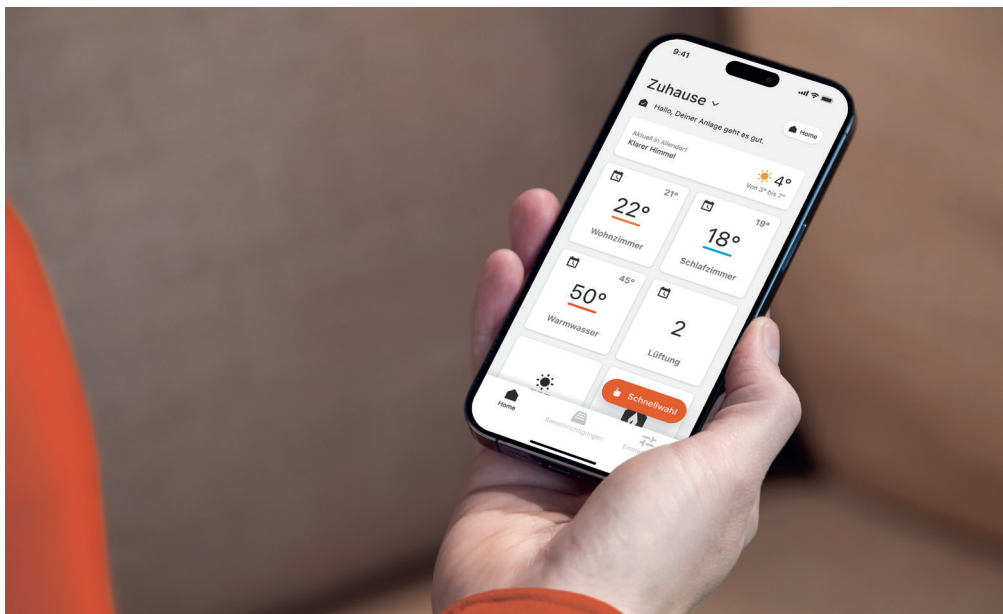 9:41
Zuhause
Hallo, Deiner Anlage geht es gut.
Home
Aktuell in Allendorf
Klarer Himmel
4°
Von 3° bis 7°
21°
22°
Wohnzimmer
19°
18°
Schlafzimmer
45°
50°
Warmwasser
2
Lüftung
Schnellwahl
Home
Benachrichtigungen